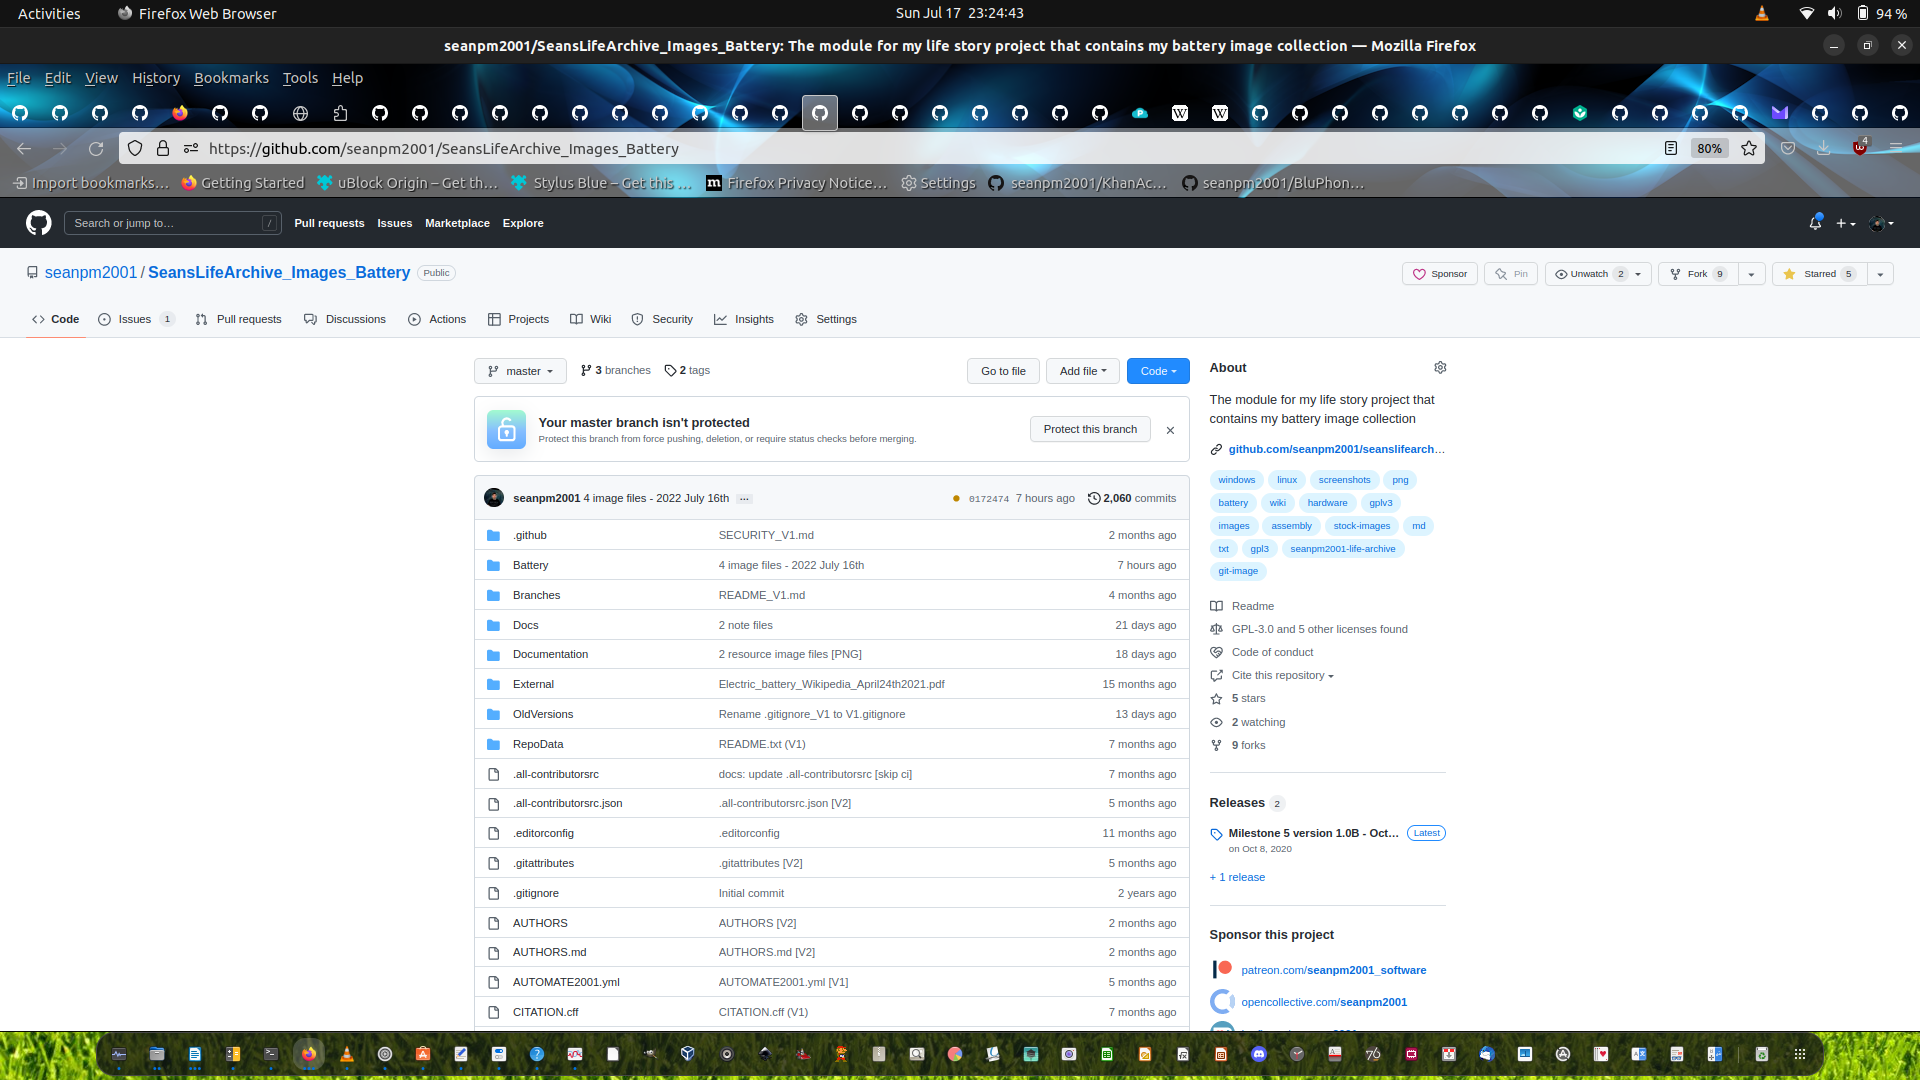 Activities
Firefox Web Browser
Sun Jul 17 23:24:43
94 %
seanpm2001/SeansLifeArchive_Images_Battery: The module for my life story project that contains my battery image collection — Mozilla Firefox
File Edit View History Bookmarks Tools Help
https://github.com/seanpm2001/SeansLifeArchive_Images_Battery
80%
4
Import bookmarks…
Getting Started
uBlock Origin – Get th…
Stylus Blue – Get this …
Firefox Privacy Notice…
Settings
seanpm2001/KhanAc…
seanpm2001/BluPhon…
Search or jump to…
/
Pull requests Issues Marketplace Explore
seanpm2001 / SeansLifeArchive_Images_Battery
Public
Sponsor
Pin
Unwatch 2
Fork 9
Starred 5
Code
Issues 1
Pull requests
Discussions
Actions
Projects
Wiki
Security
Insights
Settings
master
3 branches
2 tags
Go to file
Add file
Code
Your master branch isn't protected
Protect this branch from force pushing, deletion, or require status checks before merging.
Protect this branch
seanpm2001 4 image files - 2022 July 16th …
0172474 7 hours ago
2,060 commits
.github SECURITY_V1.md 2 months ago
Battery 4 image files - 2022 July 16th 7 hours ago
Branches README_V1.md 4 months ago
Docs 2 note files 21 days ago
Documentation 2 resource image files [PNG] 18 days ago
External Electric_battery_Wikipedia_April24th2021.pdf 15 months ago
OldVersions Rename .gitignore_V1 to V1.gitignore 13 days ago
RepoData README.txt (V1) 7 months ago
.all-contributorsrc docs: update .all-contributorsrc [skip ci] 7 months ago
.all-contributorsrc.json .all-contributorsrc.json [V2] 5 months ago
.editorconfig .editorconfig 11 months ago
.gitattributes .gitattributes [V2] 5 months ago
.gitignore Initial commit 2 years ago
AUTHORS AUTHORS [V2] 2 months ago
AUTHORS.md AUTHORS.md [V2] 2 months ago
AUTOMATE2001.yml AUTOMATE2001.yml [V1] 5 months ago
CITATION.cff CITATION.cff (V1) 7 months ago
About
The module for my life story project that
contains my battery image collection
github.com/seanpm2001/seanslifearch…
windows linux screenshots png
battery wiki hardware gplv3
images assembly stock-images md
txt gpl3 seanpm2001-life-archive
git-image
Readme
GPL-3.0 and 5 other licenses found
Code of conduct
Cite this repository
5 stars
2 watching
9 forks
Releases 2
Milestone 5 version 1.0B - Oct…
Latest
on Oct 8, 2020
+ 1 release
Sponsor this project
patreon.com/seanpm2001_software
opencollective.com/seanpm2001